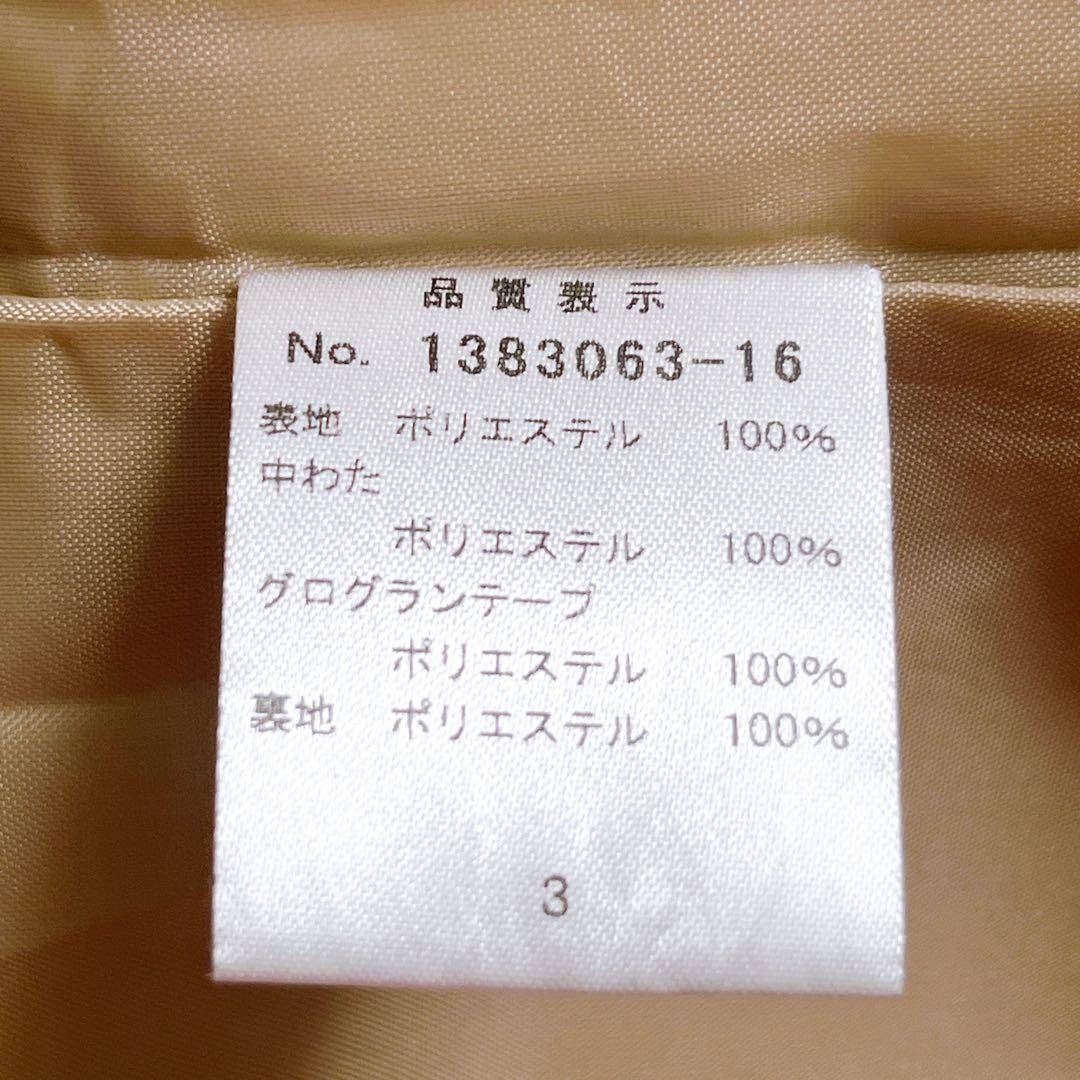 品質表示
No. 1383063-16
表地 ポリエステル 100%
中わた
ポリエステル 100%
グログランテープ
ポリエステル 100%
裏地 ポリエステル 100%
3